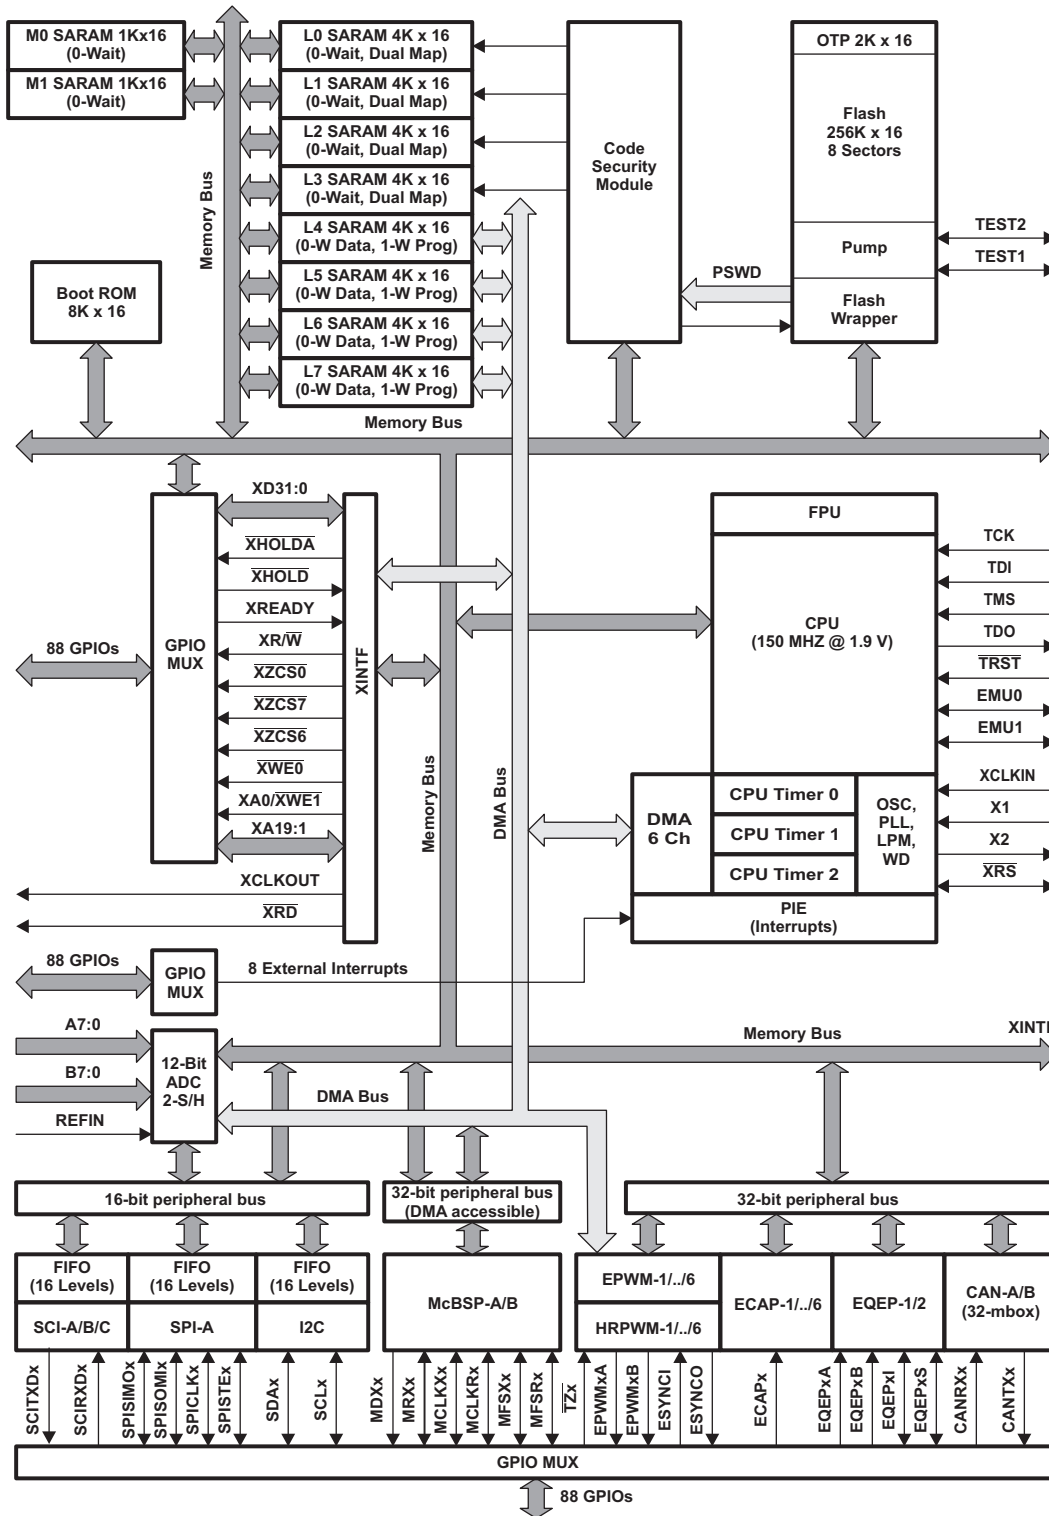 M0 SARAM 1Kx16
(0-Wait)
M1 SARAM 1Kx16
(0-Wait)
L0 SARAM 4K x 16
(0-Wait, Dual Map)
L1 SARAM 4K x 16
(0-Wait, Dual Map)
L2 SARAM 4K x 16
(0-Wait, Dual Map)
L3 SARAM 4K x 16
(0-Wait, Dual Map)
L4 SARAM 4K x 16
(0-W Data, 1-W Prog)
L5 SARAM 4K x 16
(0-W Data, 1-W Prog)
L6 SARAM 4K x 16
(0-W Data, 1-W Prog)
L7 SARAM 4K x 16
(0-W Data, 1-W Prog)
Memory Bus
Boot ROM
8K x 16
Code
Security
Module
OTP 2K x 16
Flash
256K x 16
8 Sectors
Pump
Flash
Wrapper
PSWD
TEST2
TEST1
Memory Bus
XD31:0
XHOLDA
XHOLD
XREADY
XR/W
XZCS0
XZCS7
XZCS6
XWE0
XA0/XWE1
XA19:1
XCLKOUT
XRD
88 GPIOs
GPIO
MUX
XINTF
Memory Bus
DMA Bus
FPU
CPU
(150 MHZ @ 1.9 V)
DMA
6 Ch
CPU Timer 0
CPU Timer 1
CPU Timer 2
OSC,
PLL,
LPM,
WD
PIE
(Interrupts)
TCK
TDI
TMS
TDO
TRST
EMU0
EMU1
XCLKIN
X1
X2
XRS
88 GPIOs
GPIO
MUX
8 External Interrupts
A7:0
B7:0
REFIN
12-Bit
ADC
2-S/H
Memory Bus
XINTF
DMA Bus
16-bit peripheral bus
32-bit peripheral bus
(DMA accessible)
32-bit peripheral bus
FIFO
(16 Levels)
FIFO
(16 Levels)
FIFO
(16 Levels)
SCI-A/B/C
SPI-A
I2C
McBSP-A/B
EPWM-1/../6
HRPWM-1/../6
ECAP-1/../6
EQEP-1/2
CAN-A/B
(32-mbox)
SCITXDx
SCIRXDx
SPISIMOx
SPISOMIx
SPICLKx
SPISTEx
SDAx
SCLx
MDXx
MRXx
MCLKXx
MCLKRx
MFSXx
MFSRx
TZx
EPWMxA
EPWMxB
ESYNCI
ESYNCO
ECAPx
EQEPxA
EQEPxB
EQEPxI
EQEPxS
CANRXx
CANTXx
GPIO MUX
88 GPIOs